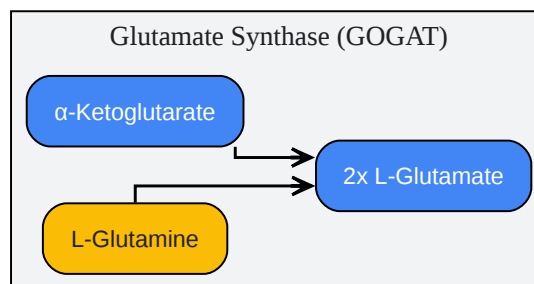 Glutamate Synthase (GOGAT)
α-Ketoglutarate
2x L-Glutamate
L-Glutamine